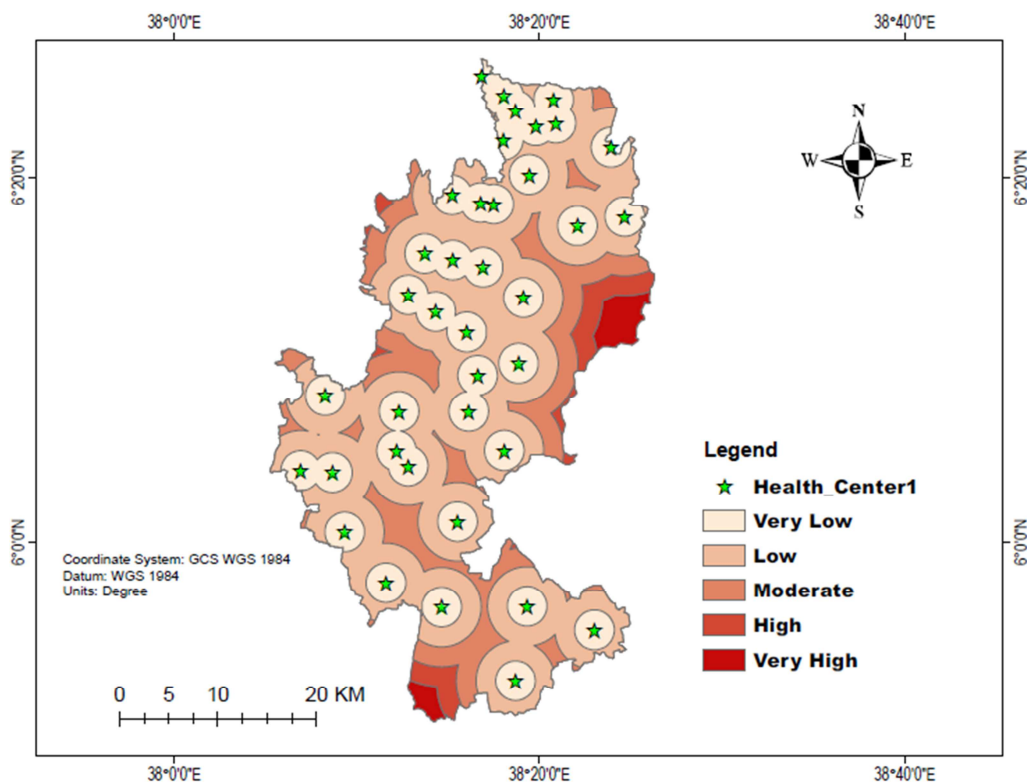 38°0'0"E 38°20'0"E 38°40'0"E
N
W E
S
6°20'0"N 6°20'0"N
Legend
Health_Center1
Very Low
Low
Moderate
High
Very High
6°0'0"N 6°0'0"N
Coordinate System: GCS WGS 1984
Datum: WGS 1984
Units: Degree
0 5 10 20 KM
38°0'0"E 38°20'0"E 38°40'0"E